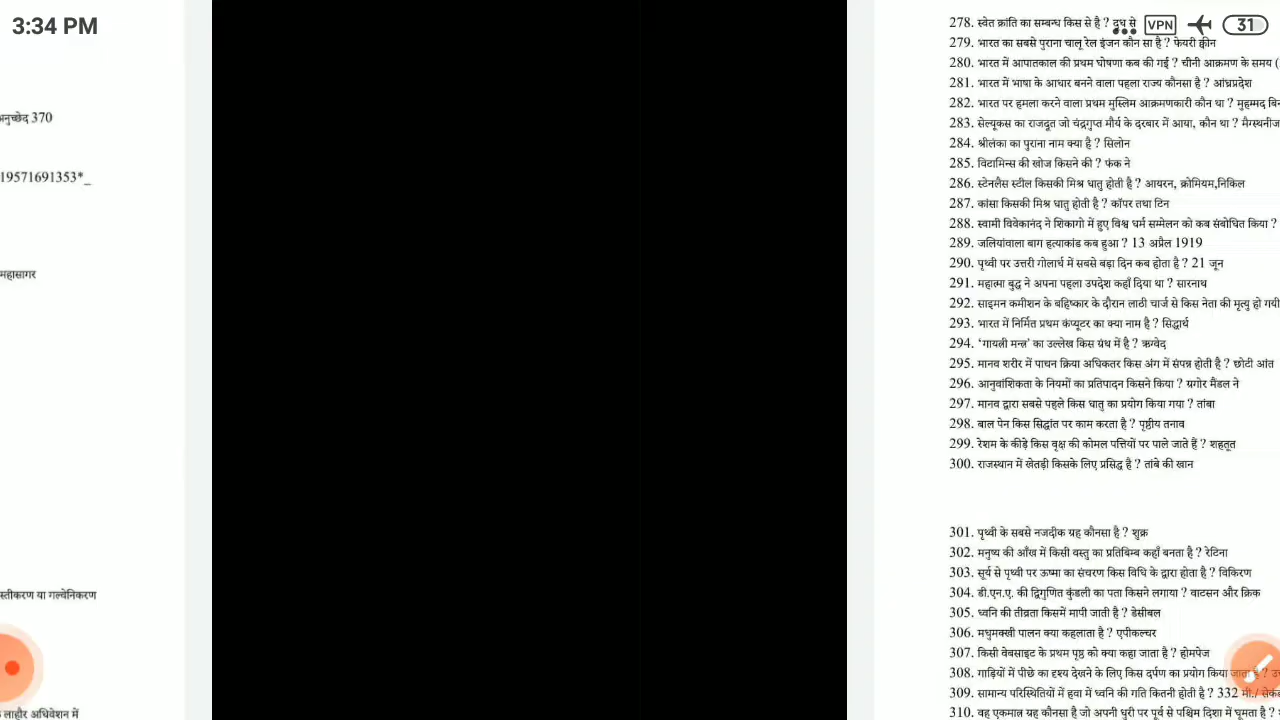 3:34 PM
VPN
31
अनुच्छेद 370
19571691353*_
महासागर
स्तीकरण या गल्वेनिकरण
लाहौर अधिवेशन में
278. स्वेत क्रांति का सम्बन्ध किस से है ? दूध से
279. भारत का सबसे पुराना चालू रेल इंजन कौन सा है ? फेयरी क्वीन
280. भारत में आपातकाल की प्रथम घोषणा कब की गई ? चीनी आक्रमण के समय (
281. भारत में भाषा के आधार बनने वाला पहला राज्य कौनसा है ? आंध्रप्रदेश
282. भारत पर हमला करने वाला प्रथम मुस्लिम आक्रमणकारी कौन था ? मुहम्मद बिन
283. सेल्यूकस का राजदूत जो चंद्रगुप्त मौर्य के दरबार में आया, कौन था ? मैगस्थनीज
284. श्रीलंका का पुराना नाम क्या है ? सिलोन
285. विटामिन्स की खोज किसने की ? फंक ने
286. स्टेनलैस स्टील किसकी मिश्र धातु होती है ? आयरन, क्रोमियम,निकिल
287. कांसा किसकी मिश्र धातु होती है ? कॉपर तथा टिन
288. स्वामी विवेकानंद ने शिकागो में हुए विश्व धर्म सम्मेलन को कब संबोधित किया ?
289. जलियांवाला बाग हत्याकांड कब हुआ ? 13 अप्रैल 1919
290. पृथ्वी पर उत्तरी गोलार्ध में सबसे बड़ा दिन कब होता है ? 21 जून
291. महात्मा बुद्ध ने अपना पहला उपदेश कहाँ दिया था ? सारनाथ
292. साइमन कमीशन के बहिष्कार के दौरान लाठी चार्ज से किस नेता की मृत्यु हो गयी
293. भारत में निर्मित प्रथम कंप्यूटर का क्या नाम है ? सिद्धार्थ
294. ‘गायत्री मन्त्र’ का उल्लेख किस ग्रंथ में है ? ऋग्वेद
295. मानव शरीर में पाचन क्रिया अधिकतर किस अंग में संपन्न होती है ? छोटी आंत
296. आनुवांशिकता के नियमों का प्रतिपादन किसने किया ? ग्रगोर मैंडल ने
297. मानव द्वारा सबसे पहले किस धातु का प्रयोग किया गया ? तांबा
298. बाल पेन किस सिद्धांत पर काम करता है ? पृष्ठीय तनाव
299. रेशम के कीड़े किस वृक्ष की कोमल पत्तियों पर पाले जाते हैं ? शहतूत
300. राजस्थान में खेतड़ी किसके लिए प्रसिद्ध है ? तांबे की खान
301. पृथ्वी के सबसे नजदीक ग्रह कौनसा है ? शुक्र
302. मनुष्य की आँख में किसी वस्तु का प्रतिबिम्ब कहाँ बनता है ? रेटिना
303. सूर्य से पृथ्वी पर ऊष्मा का संचरण किस विधि के द्वारा होता है ? विकिरण
304. डी.एन.ए. की द्विगुणित कुंडली का पता किसने लगाया ? वाटसन और क्रिक
305. ध्वनि की तीव्रता किसमें मापी जाती है ? डेसीबल
306. मधुमक्खी पालन क्या कहलाता है ? एपीकल्चर
307. किसी वेबसाइट के प्रथम पृष्ठ को क्या कहा जाता है ? होमपेज
308. गाड़ियों में पीछे का दृश्य देखने के लिए किस दर्पण का प्रयोग किया जाता है ?
309. सामान्य परिस्थितियों में हवा में ध्वनि की गति कितनी होती है ? 332 मी./ सेकंड
310. वह एकमात्र ग्रह कौनसा है जो अपनी धुरी पर पूर्व से पश्चिम दिशा में घूमता है ?